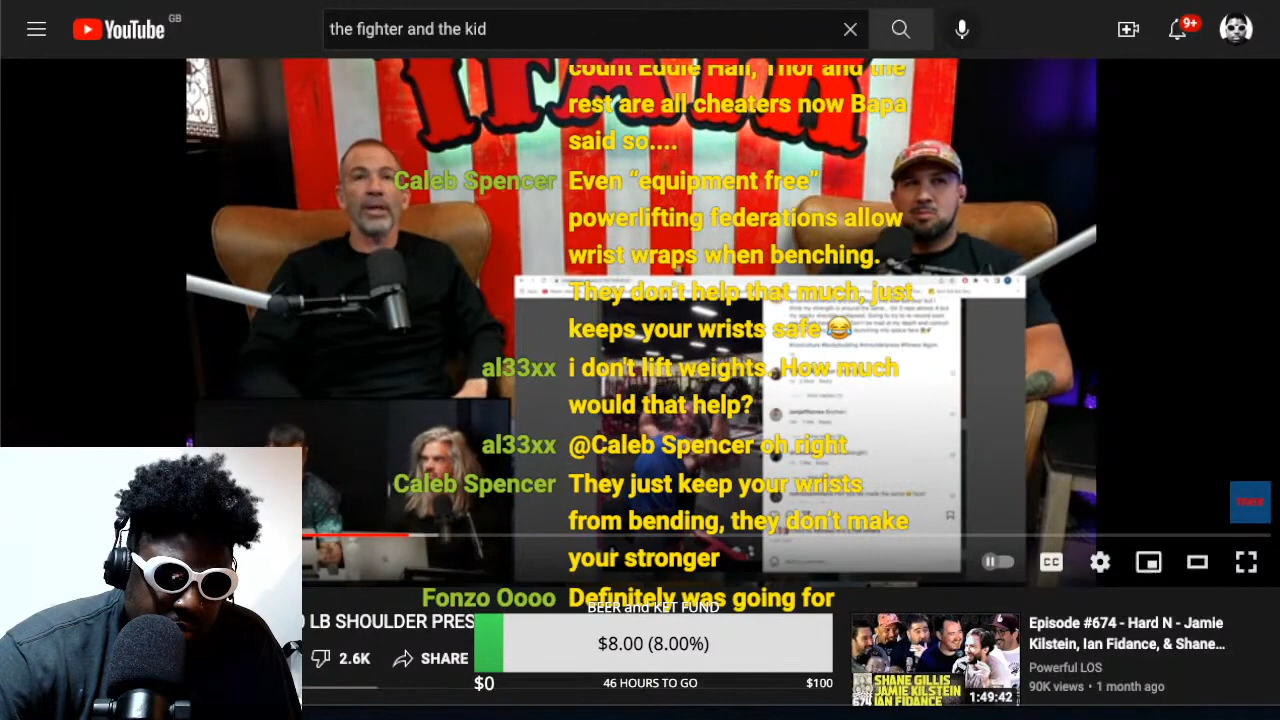 YouTube GB
the fighter and the kid
9+
TFATK
count Eddie Hall, Thor and the
rest are all cheaters now Bapa
said so....
Caleb Spencer Even “equipment free”
powerlifting federations allow
wrist wraps when benching.
They don't help that much, just
keeps your wrists safe 😂
al33xx i don't lift weights. How much
would that help?
al33xx @Caleb Spencer oh right
Caleb Spencer They just keep your wrists
from bending, they don’t make
your stronger
Fonzo Oooo Definitely was going for
CC
LB SHOULDER PRES
BEER and KET FUND
$8.00 (8.00%)
2.6K SHARE
$0 46 HOURS TO GO $100
SHANE GILLIS
JAMIE KILSTEIN
IAN FIDANCE
674
1:49:42
Episode #674 - Hard N - Jamie
Kilstein, Ian Fidance, & Shane...
Powerful LOS
90K views • 1 month ago